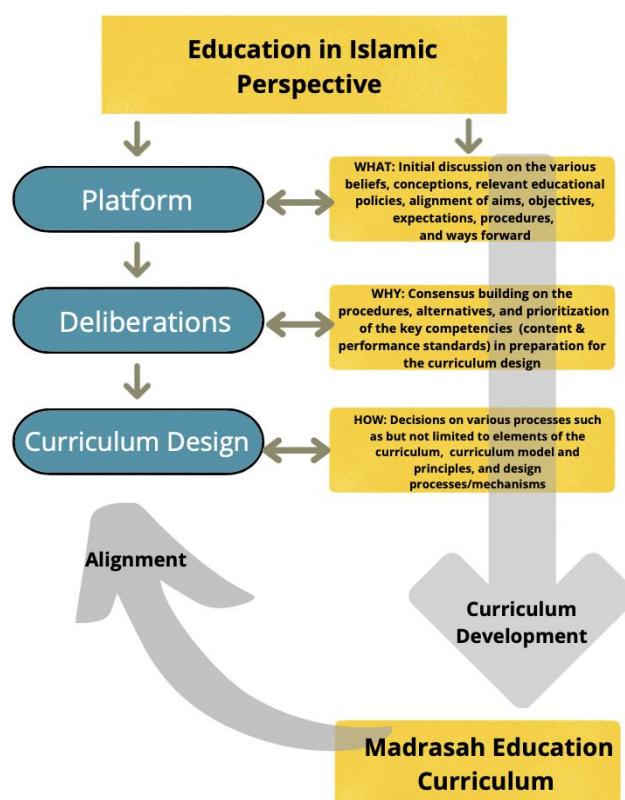 Education in Islamic
Perspective
Platform
WHAT: Initial discussion on the various
beliefs, conceptions, relevant educational
policies, alignment of aims, objectives,
expectations, procedures,
and ways forward
Deliberations
WHY: Consensus building on the
procedures, alternatives, and prioritization
of the key competencies (content &
performance standards) in preparation for
the curriculum design
Curriculum Design
HOW: Decisions on various processes such
as but not limited to elements of the
curriculum, curriculum model and
principles, and design
processes/mechanisms
Alignment
Curriculum
Development
Madrasah Education
Curriculum